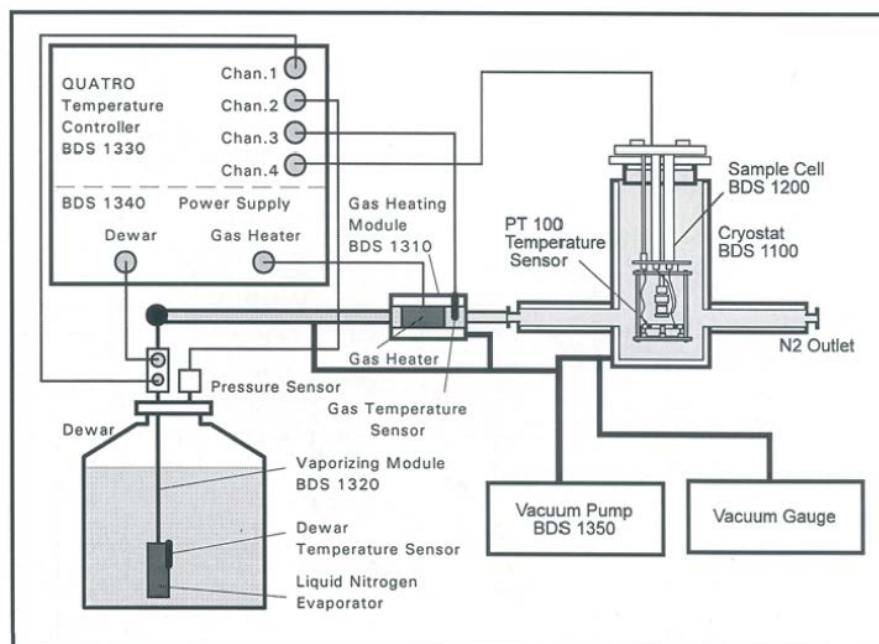 QUATRO
Temperature
Controller
BDS 1330
Chan.1
Chan.2
Chan.3
Chan.4
BDS 1340 Power Supply
Dewar Gas Heater
Gas Heating
Module
BDS 1310
PT 100
Temperature
Sensor
Sample Cell
BDS 1200
Cryostat
BDS 1100
N2 Outlet
Gas Heater
Gas Temperature
Sensor
Pressure Sensor
Dewar
Vaporizing Module
BDS 1320
Dewar
Temperature Sensor
Liquid Nitrogen
Evaporator
Vacuum Pump
BDS 1350
Vacuum Gauge